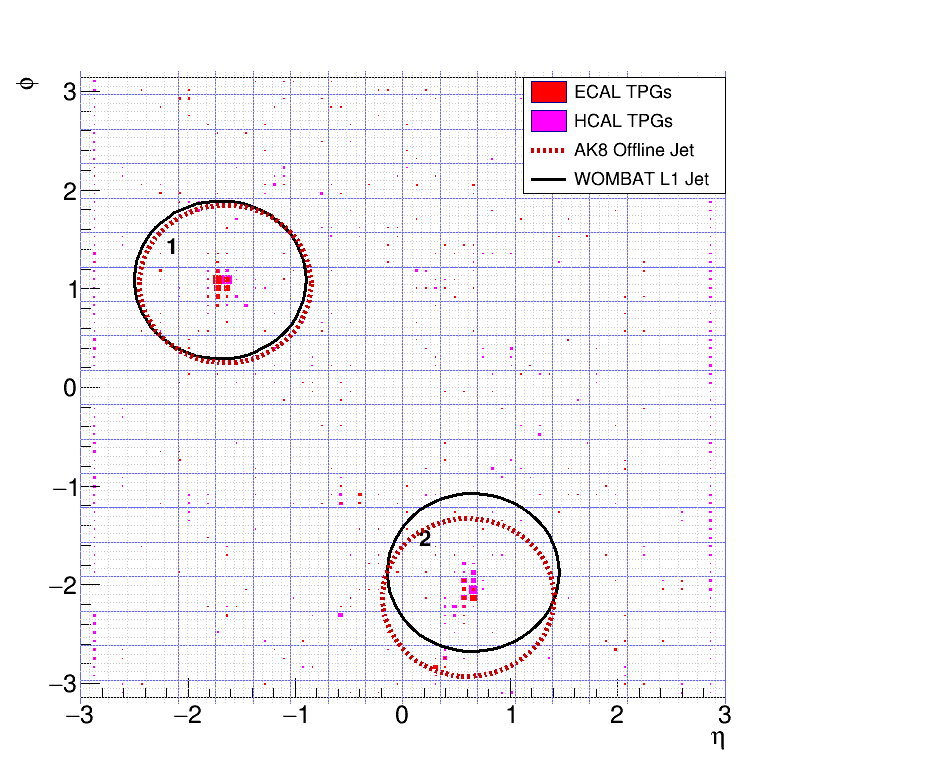 ϕ
3
2
1
0
−1
−2
−3
ECAL TPGs
HCAL TPGs
AK8 Offline Jet
WOMBAT L1 Jet
1
2
−3 −2 −1 0 1 2 3
η